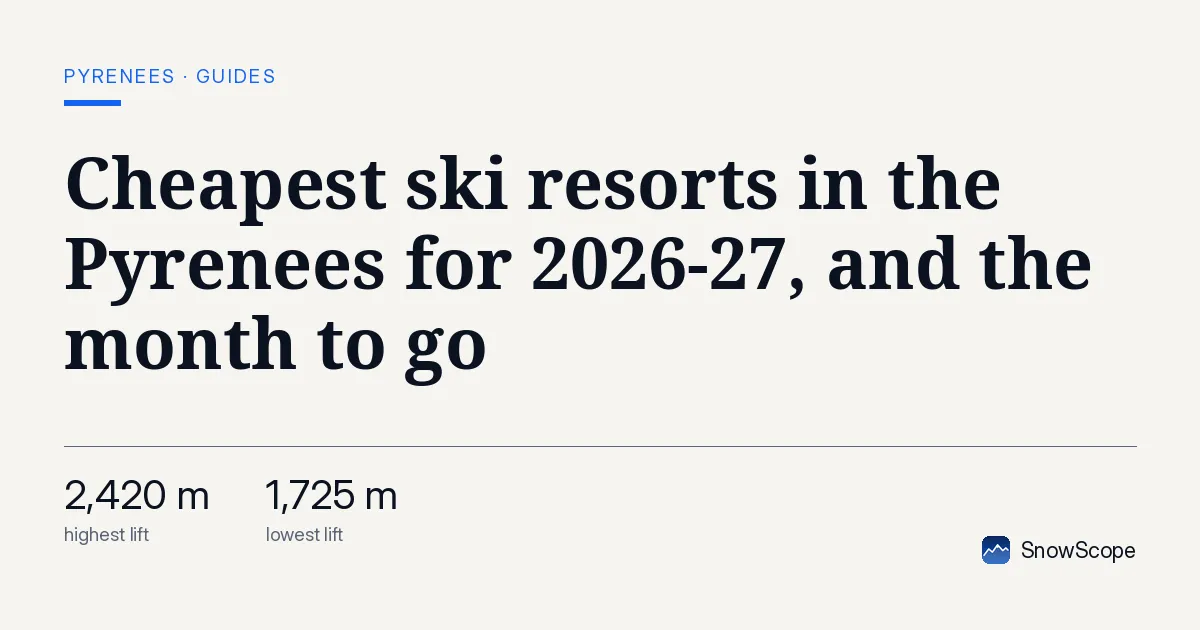 PYRENEES · GUIDES
Cheapest ski resorts in the
Pyrenees for 2026-27, and the
month to go
2,420 m
highest lift
1,725 m
lowest lift
SnowScope